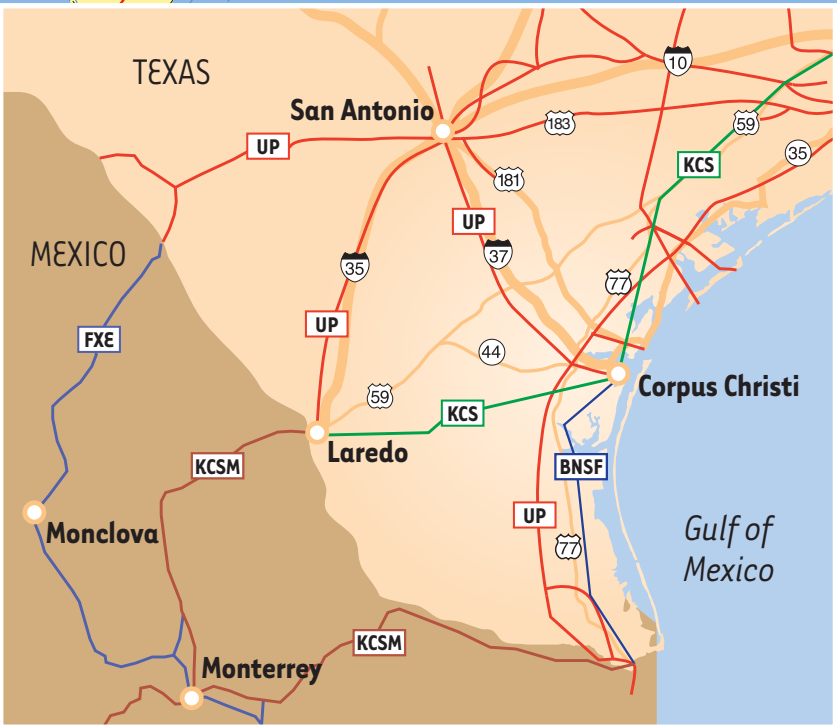 TEXAS
10
San Antonio
183
59
UP
35
KCS
181
UP
MEXICO
37
35
77
UP
FXE
44
Corpus Christi
59
KCS
Laredo
KCSM
BNSF
UP
Monclova
77
Gulf of
Mexico
KCSM
Monterrey